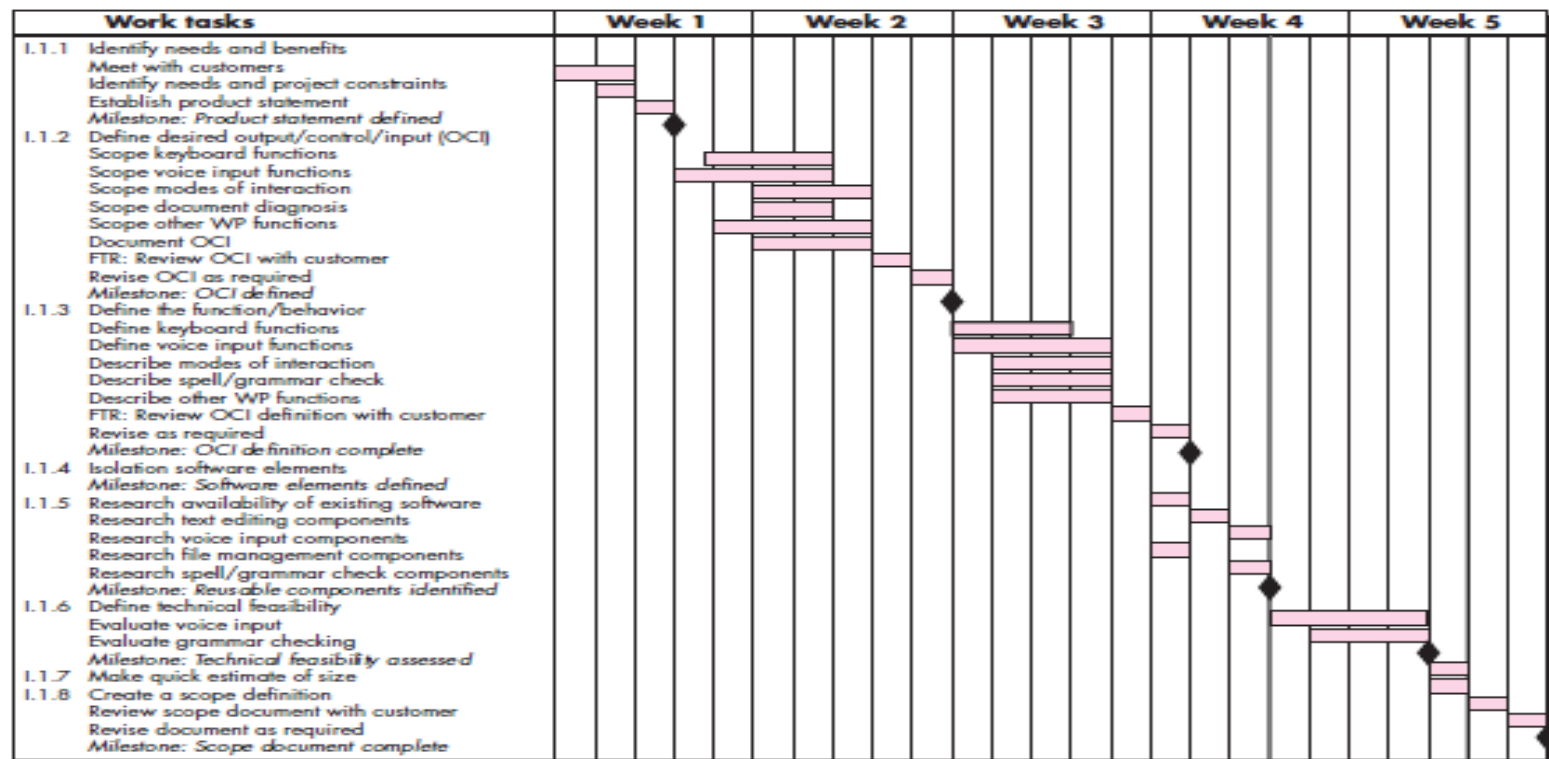 Work tasks Week 1 Week 2 Week 3 Week 4 Week 5
I.1.1 Identify needs and benefits
Meet with customers
Identify needs and project constraints
Establish product statement
Milestone: Product statement defined
I.1.2 Define desired output/control/input (OCI)
Scope keyboard functions
Scope voice input functions
Scope modes of interaction
Scope document diagnosis
Scope other WP functions
Document OCI
FTR: Review OCI with customer
Revise OCI as required
Milestone: OCI defined
I.1.3 Define the function/behavior
Define keyboard functions
Define voice input functions
Describe modes of interaction
Describe spell/grammar check
Describe other WP functions
FTR: Review OCI definition with customer
Revise as required
Milestone: OCI definition complete
I.1.4 Isolation software elements
Milestone: Software elements defined
I.1.5 Research availability of existing software
Research text editing components
Research voice input components
Research file management components
Research spell/grammar check components
Milestone: Reusable components identified
I.1.6 Define technical feasibility
Evaluate voice input
Evaluate grammar checking
Milestone: Technical feasibility assessed
I.1.7 Make quick estimate of size
I.1.8 Create a scope definition
Review scope document with customer
Revise document as required
Milestone: Scope document complete